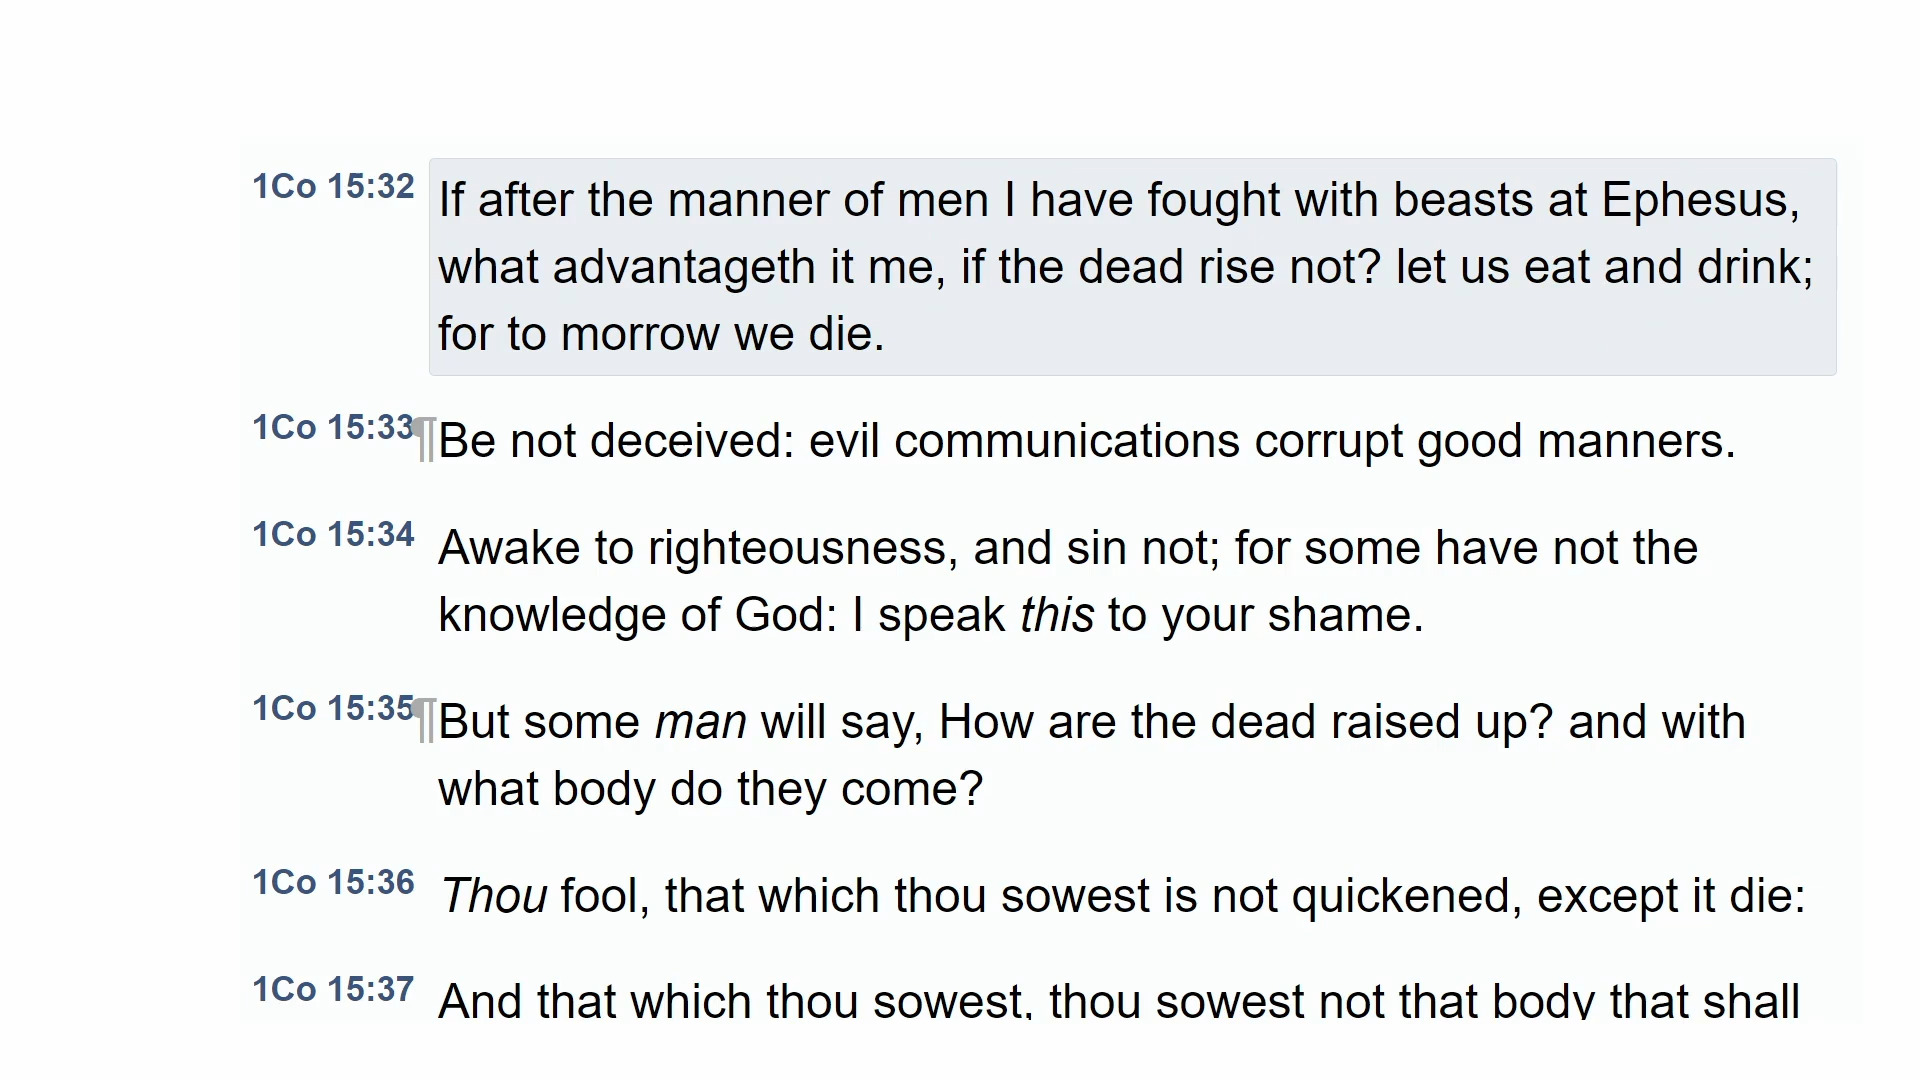 1Co 15:32 If after the manner of men I have fought with beasts at Ephesus,
what advantageth it me, if the dead rise not? let us eat and drink;
for to morrow we die.
1Co 15:33 ¶Be not deceived: evil communications corrupt good manners.
1Co 15:34 Awake to righteousness, and sin not; for some have not the
knowledge of God: I speak this to your shame.
1Co 15:35 ¶But some man will say, How are the dead raised up? and with
what body do they come?
1Co 15:36 Thou fool, that which thou sowest is not quickened, except it die:
1Co 15:37 And that which thou sowest, thou sowest not that body that shall